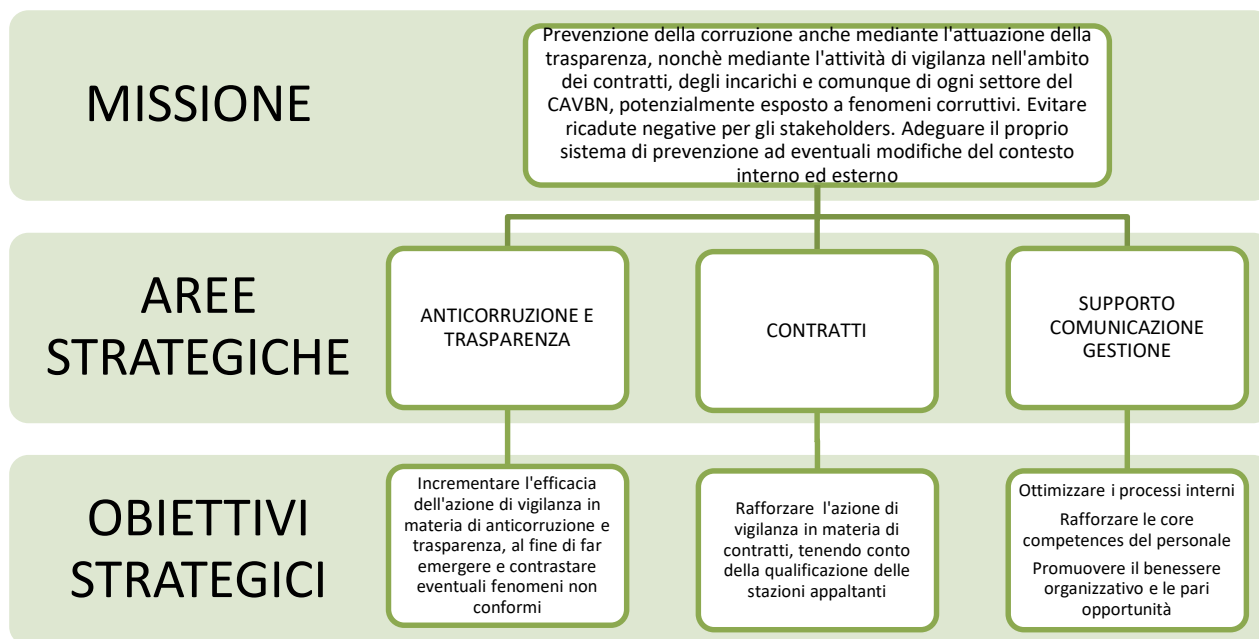 MISSIONE
Prevenzione della corruzione anche mediante l'attuazione della
trasparenza, nonchè mediante l'attività di vigilanza nell'ambito
dei contratti, degli incarichi e comunque di ogni settore del
CAVBN, potenzialmente esposto a fenomeni corruttivi. Evitare
ricadute negative per gli stakeholders. Adeguare il proprio
sistema di prevenzione ad eventuali modifiche del contesto
interno ed esterno
AREE
STRATEGICHE
ANTICORRUZIONE E
TRASPARENZA
CONTRATTI
SUPPORTO
COMUNICAZIONE
GESTIONE
OBIETTIVI
STRATEGICI
Incrementare l'efficacia
dell'azione di vigilanza in
materia di anticorruzione e
trasparenza, al fine di far
emergere e contrastare
eventuali fenomeni non
conformi
Rafforzare l'azione di
vigilanza in materia di
contratti, tenendo conto
della qualificazione delle
stazioni appaltanti
Ottimizzare i processi interni
Rafforzare le core
competences del personale
Promuovere il benessere
organizzativo e le pari
opportunità